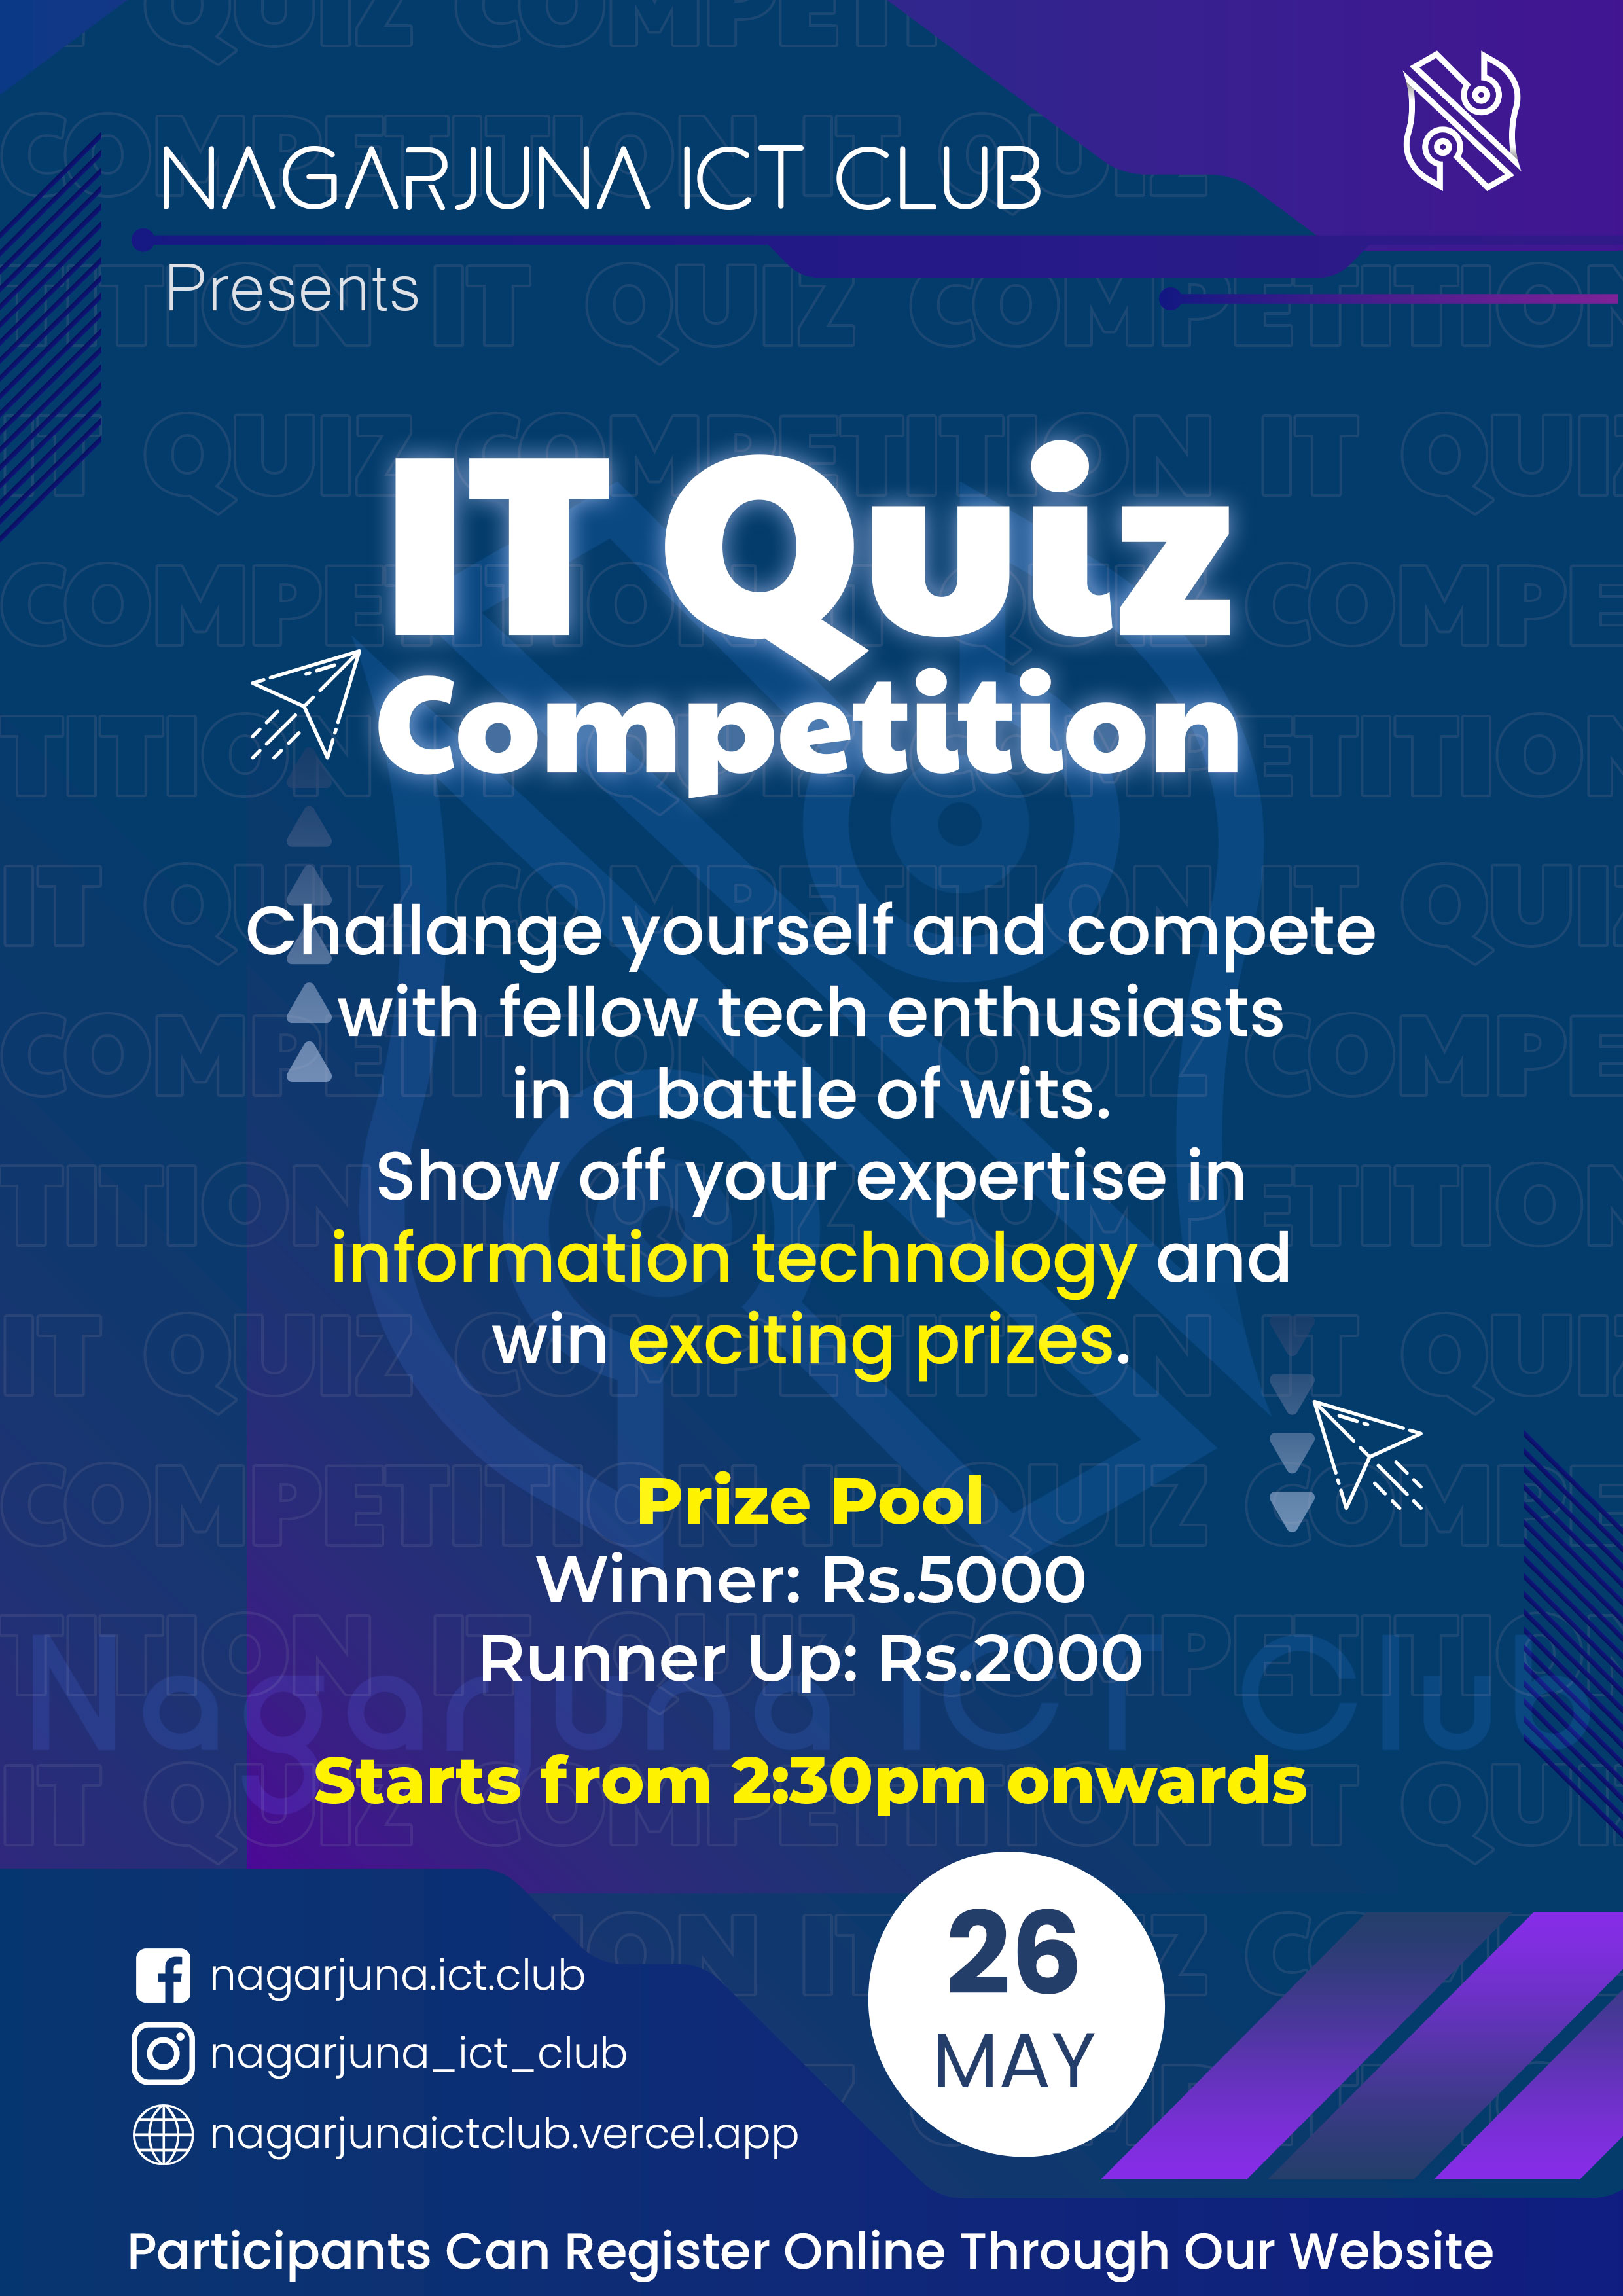 NAGARJUNA ICT CLUB
Presents
IT Quiz
Competition
Challange yourself and compete
with fellow tech enthusiasts
in a battle of wits.
Show off your expertise in
information technology and
win exciting prizes.
Prize Pool
Winner: Rs.5000
Runner Up: Rs.2000
Nagarjuna ICT Club
Starts from 2:30pm onwards
26
MAY
nagarjuna.ict.club
nagarjuna_ict_club
nagarjunaictclub.vercel.app
Participants Can Register Online Through Our Website